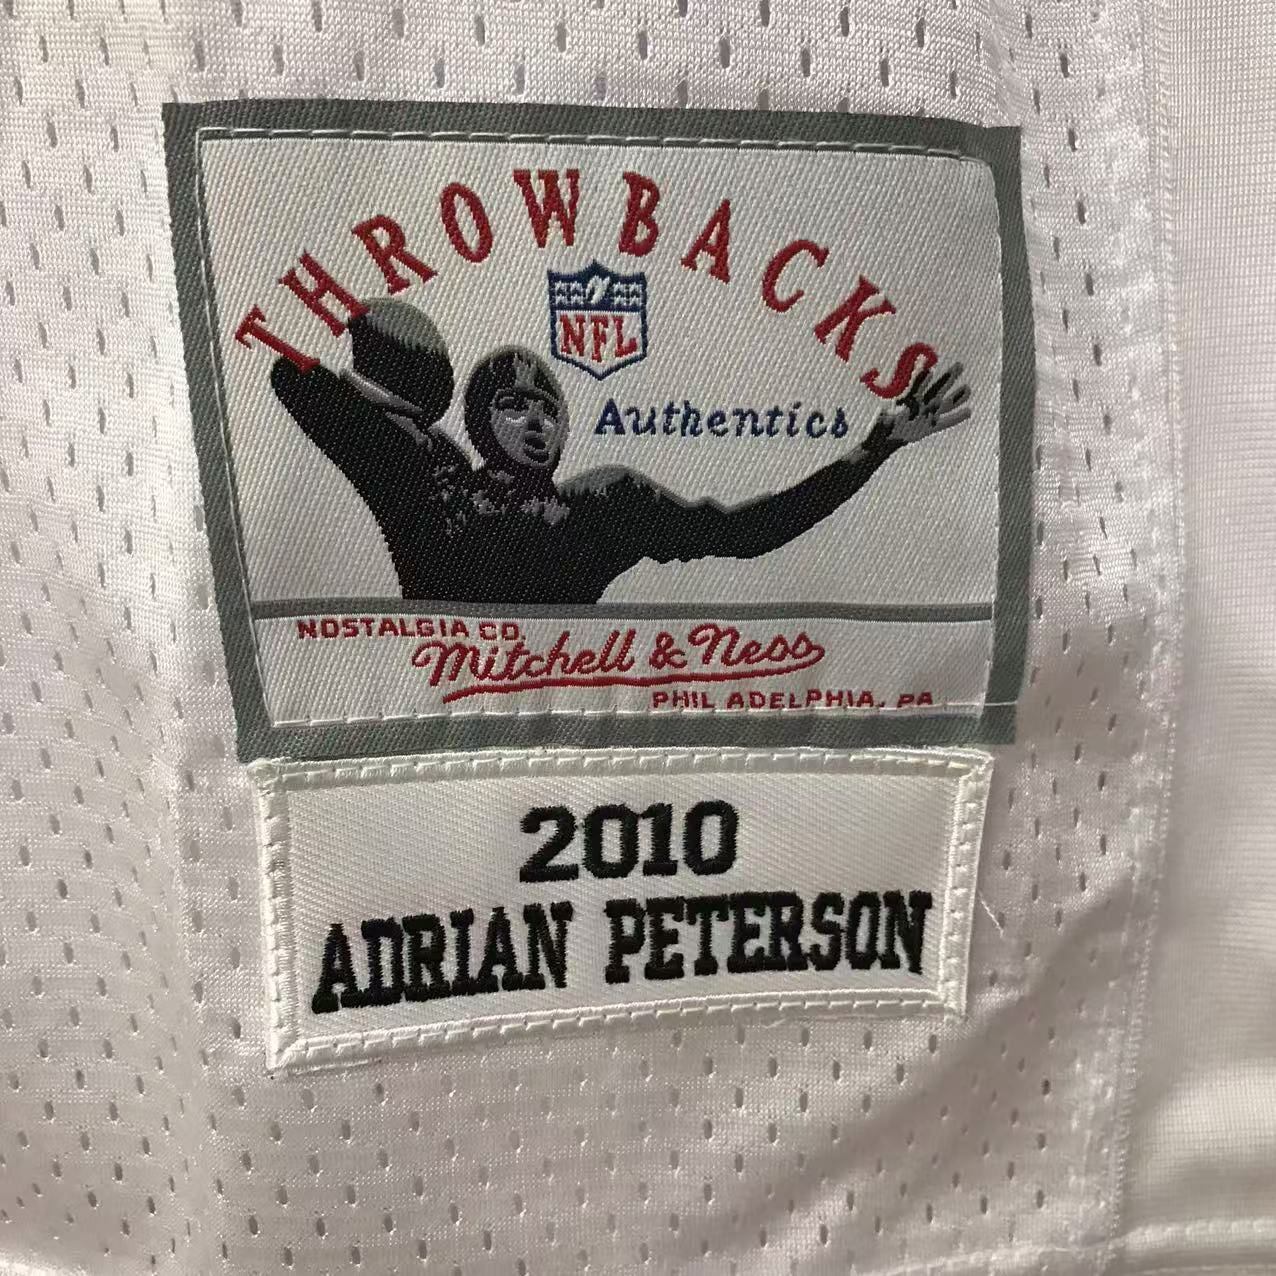 THROWBACKS
NFL
Authentics
NOSTALGIA CO.
Mitchell & Ness
PHILADELPHIA, PA
2010
ADRIAN PETERSON